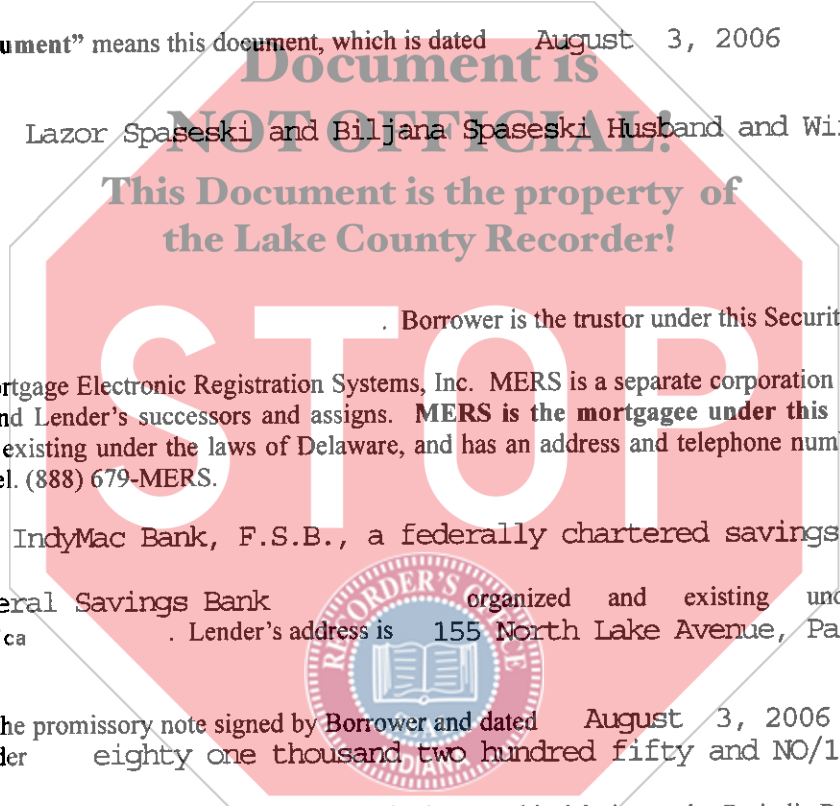 ument” means this document, which is dated August 3, 2006
Document is
NOT OFFICIAL!
Lazor Spaseski and Biljana Spaseski Husband and Wi
This Document is the property of
the Lake County Recorder!
. Borrower is the trustor under this Securit
STOP
rtgage Electronic Registration Systems, Inc. MERS is a separate corporation
nd Lender's successors and assigns. MERS is the mortgagee under this
existing under the laws of Delaware, and has an address and telephone num
el. (888) 679-MERS.
IndyMac Bank, F.S.B., a federally chartered savings
eral Savings Bank organized and existing und
ica . Lender's address is 155 North Lake Avenue, Pa
RECORDER'S OFFICE
he promissory note signed by Borrower and dated August 3, 2006
der eighty one thousand two hundred fifty and NO/1
INDIANA